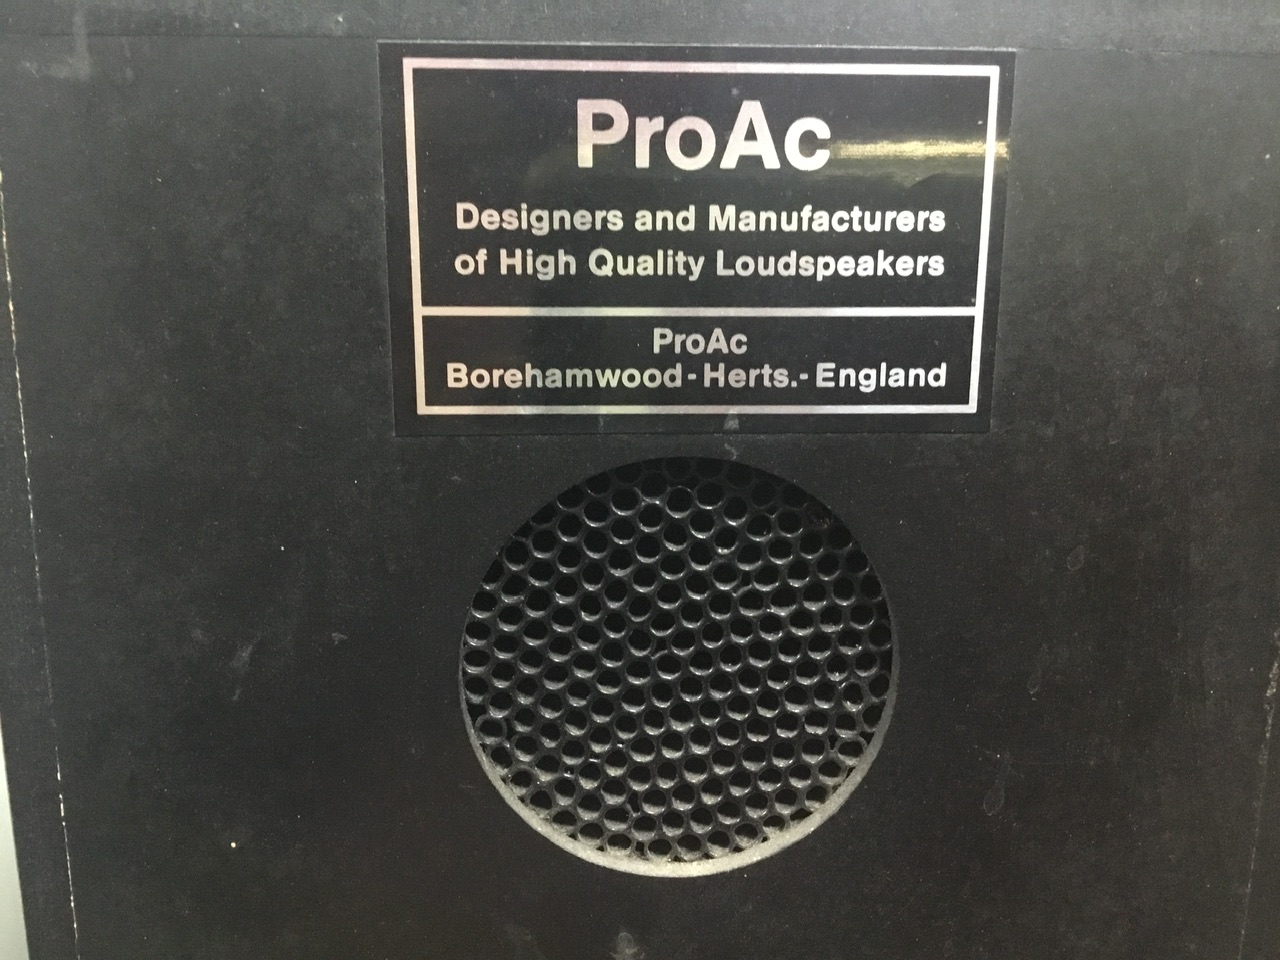 ProAc
Designers and Manufacturers
of High Quality Loudspeakers
ProAc
Borehamwood - Herts. - England